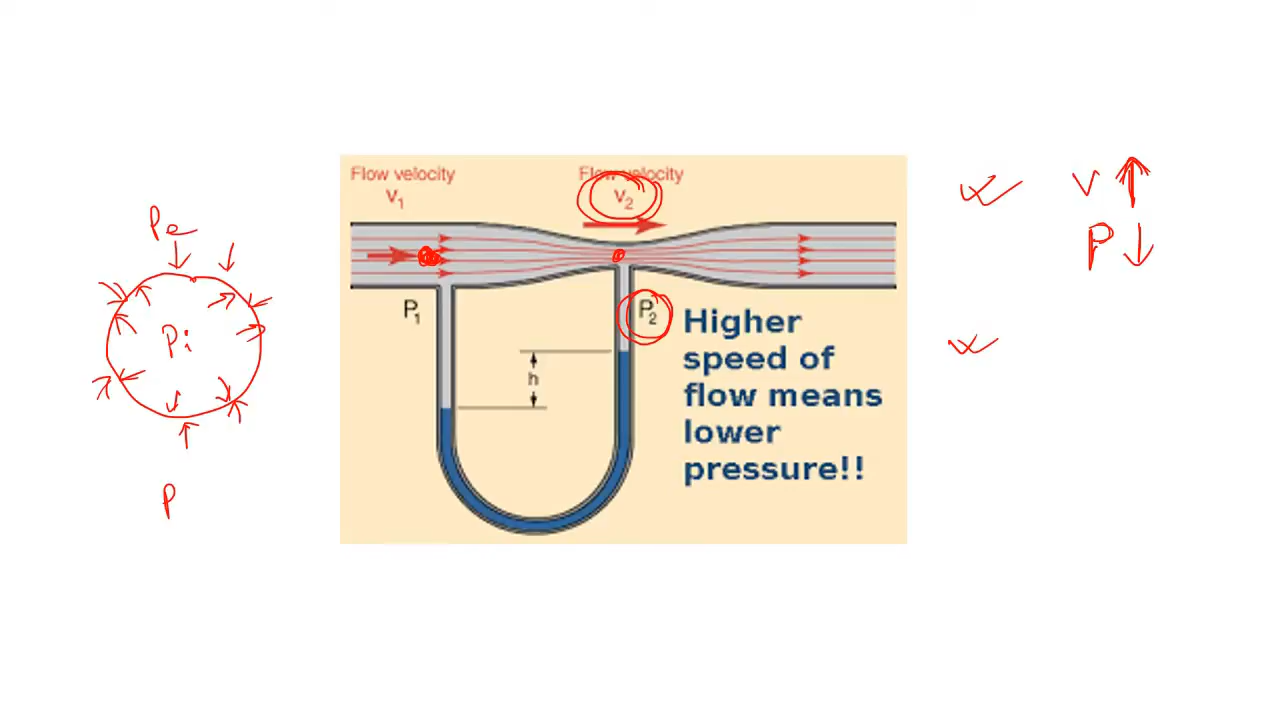 Flow velocity
v₁
Flow velocity
v₂
P₁
P₂
h
Higher
speed of
flow means
lower
pressure!!
Pe
Pi
P
V ↑
P ↓